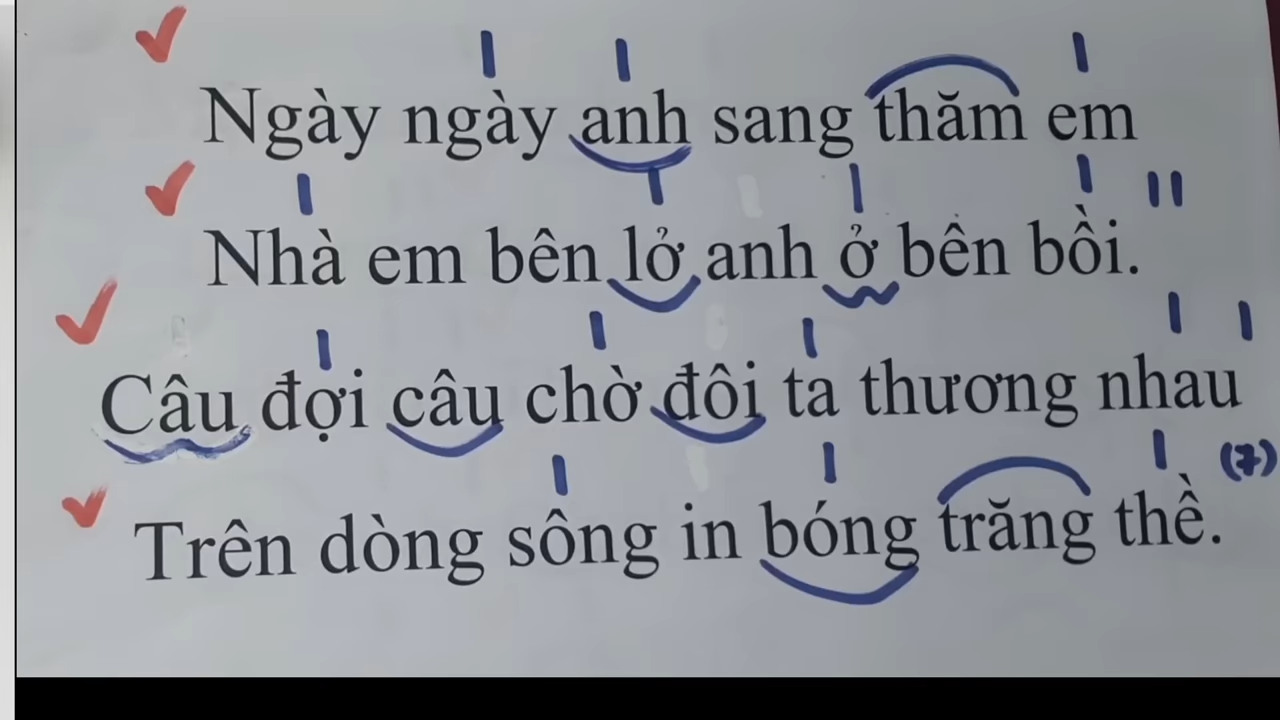 Ngày ngày anh sang thăm em
Nhà em bên lở anh ở bên bồi.
Câu đợi câu chờ đôi ta thương nhau
(7)
Trên dòng sông in bóng trăng thề.